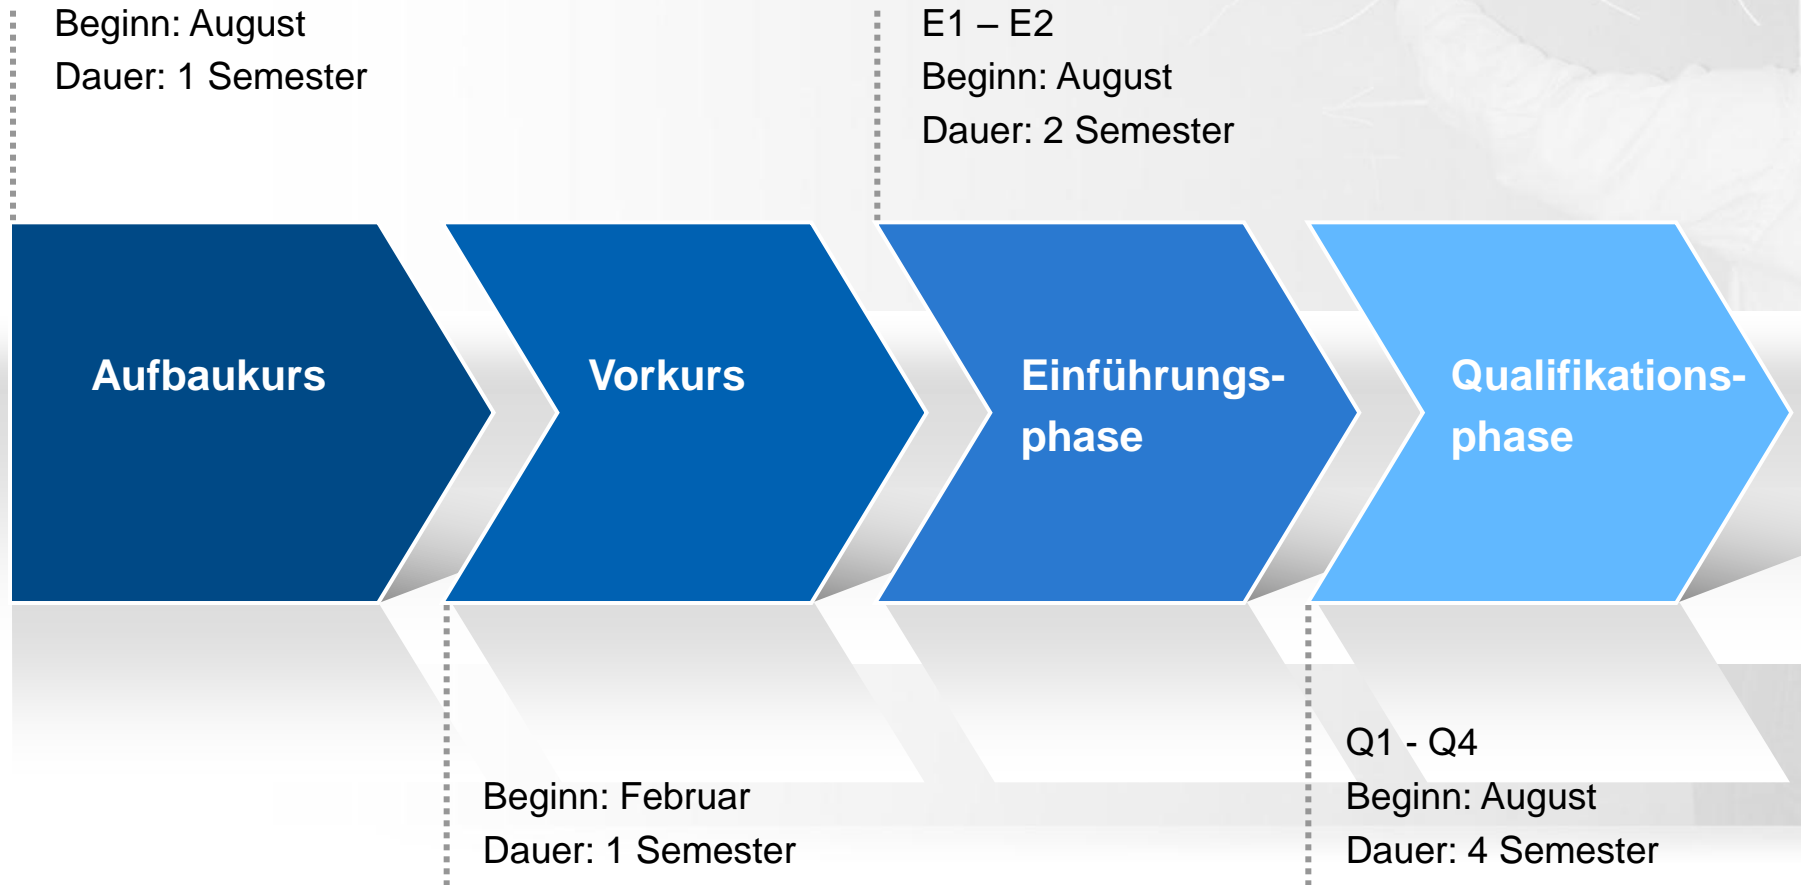 Beginn: August
Dauer: 1 Semester
E1 – E2
Beginn: August
Dauer: 2 Semester
Aufbaukurs
Vorkurs
Einführungs-
phase
Qualifikations-
phase
Beginn: Februar
Dauer: 1 Semester
Q1 - Q4
Beginn: August
Dauer: 4 Semester